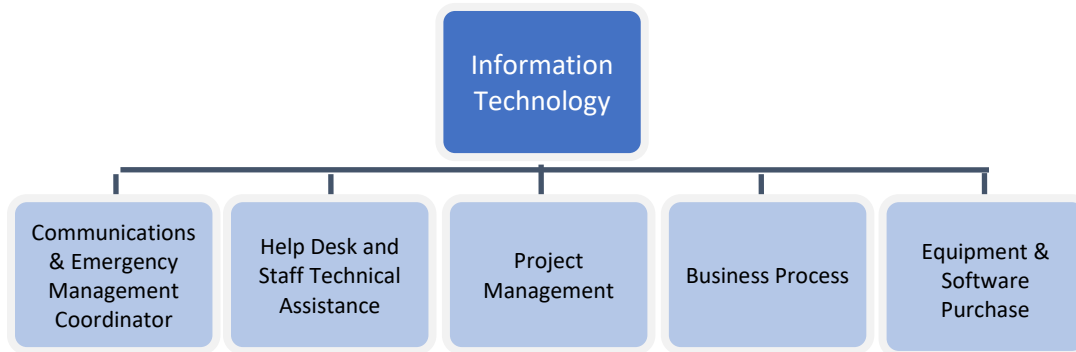 Information
Technology
Communications
& Emergency
Management
Coordinator
Help Desk and
Staff Technical
Assistance
Project
Management
Business Process
Equipment &
Software
Purchase